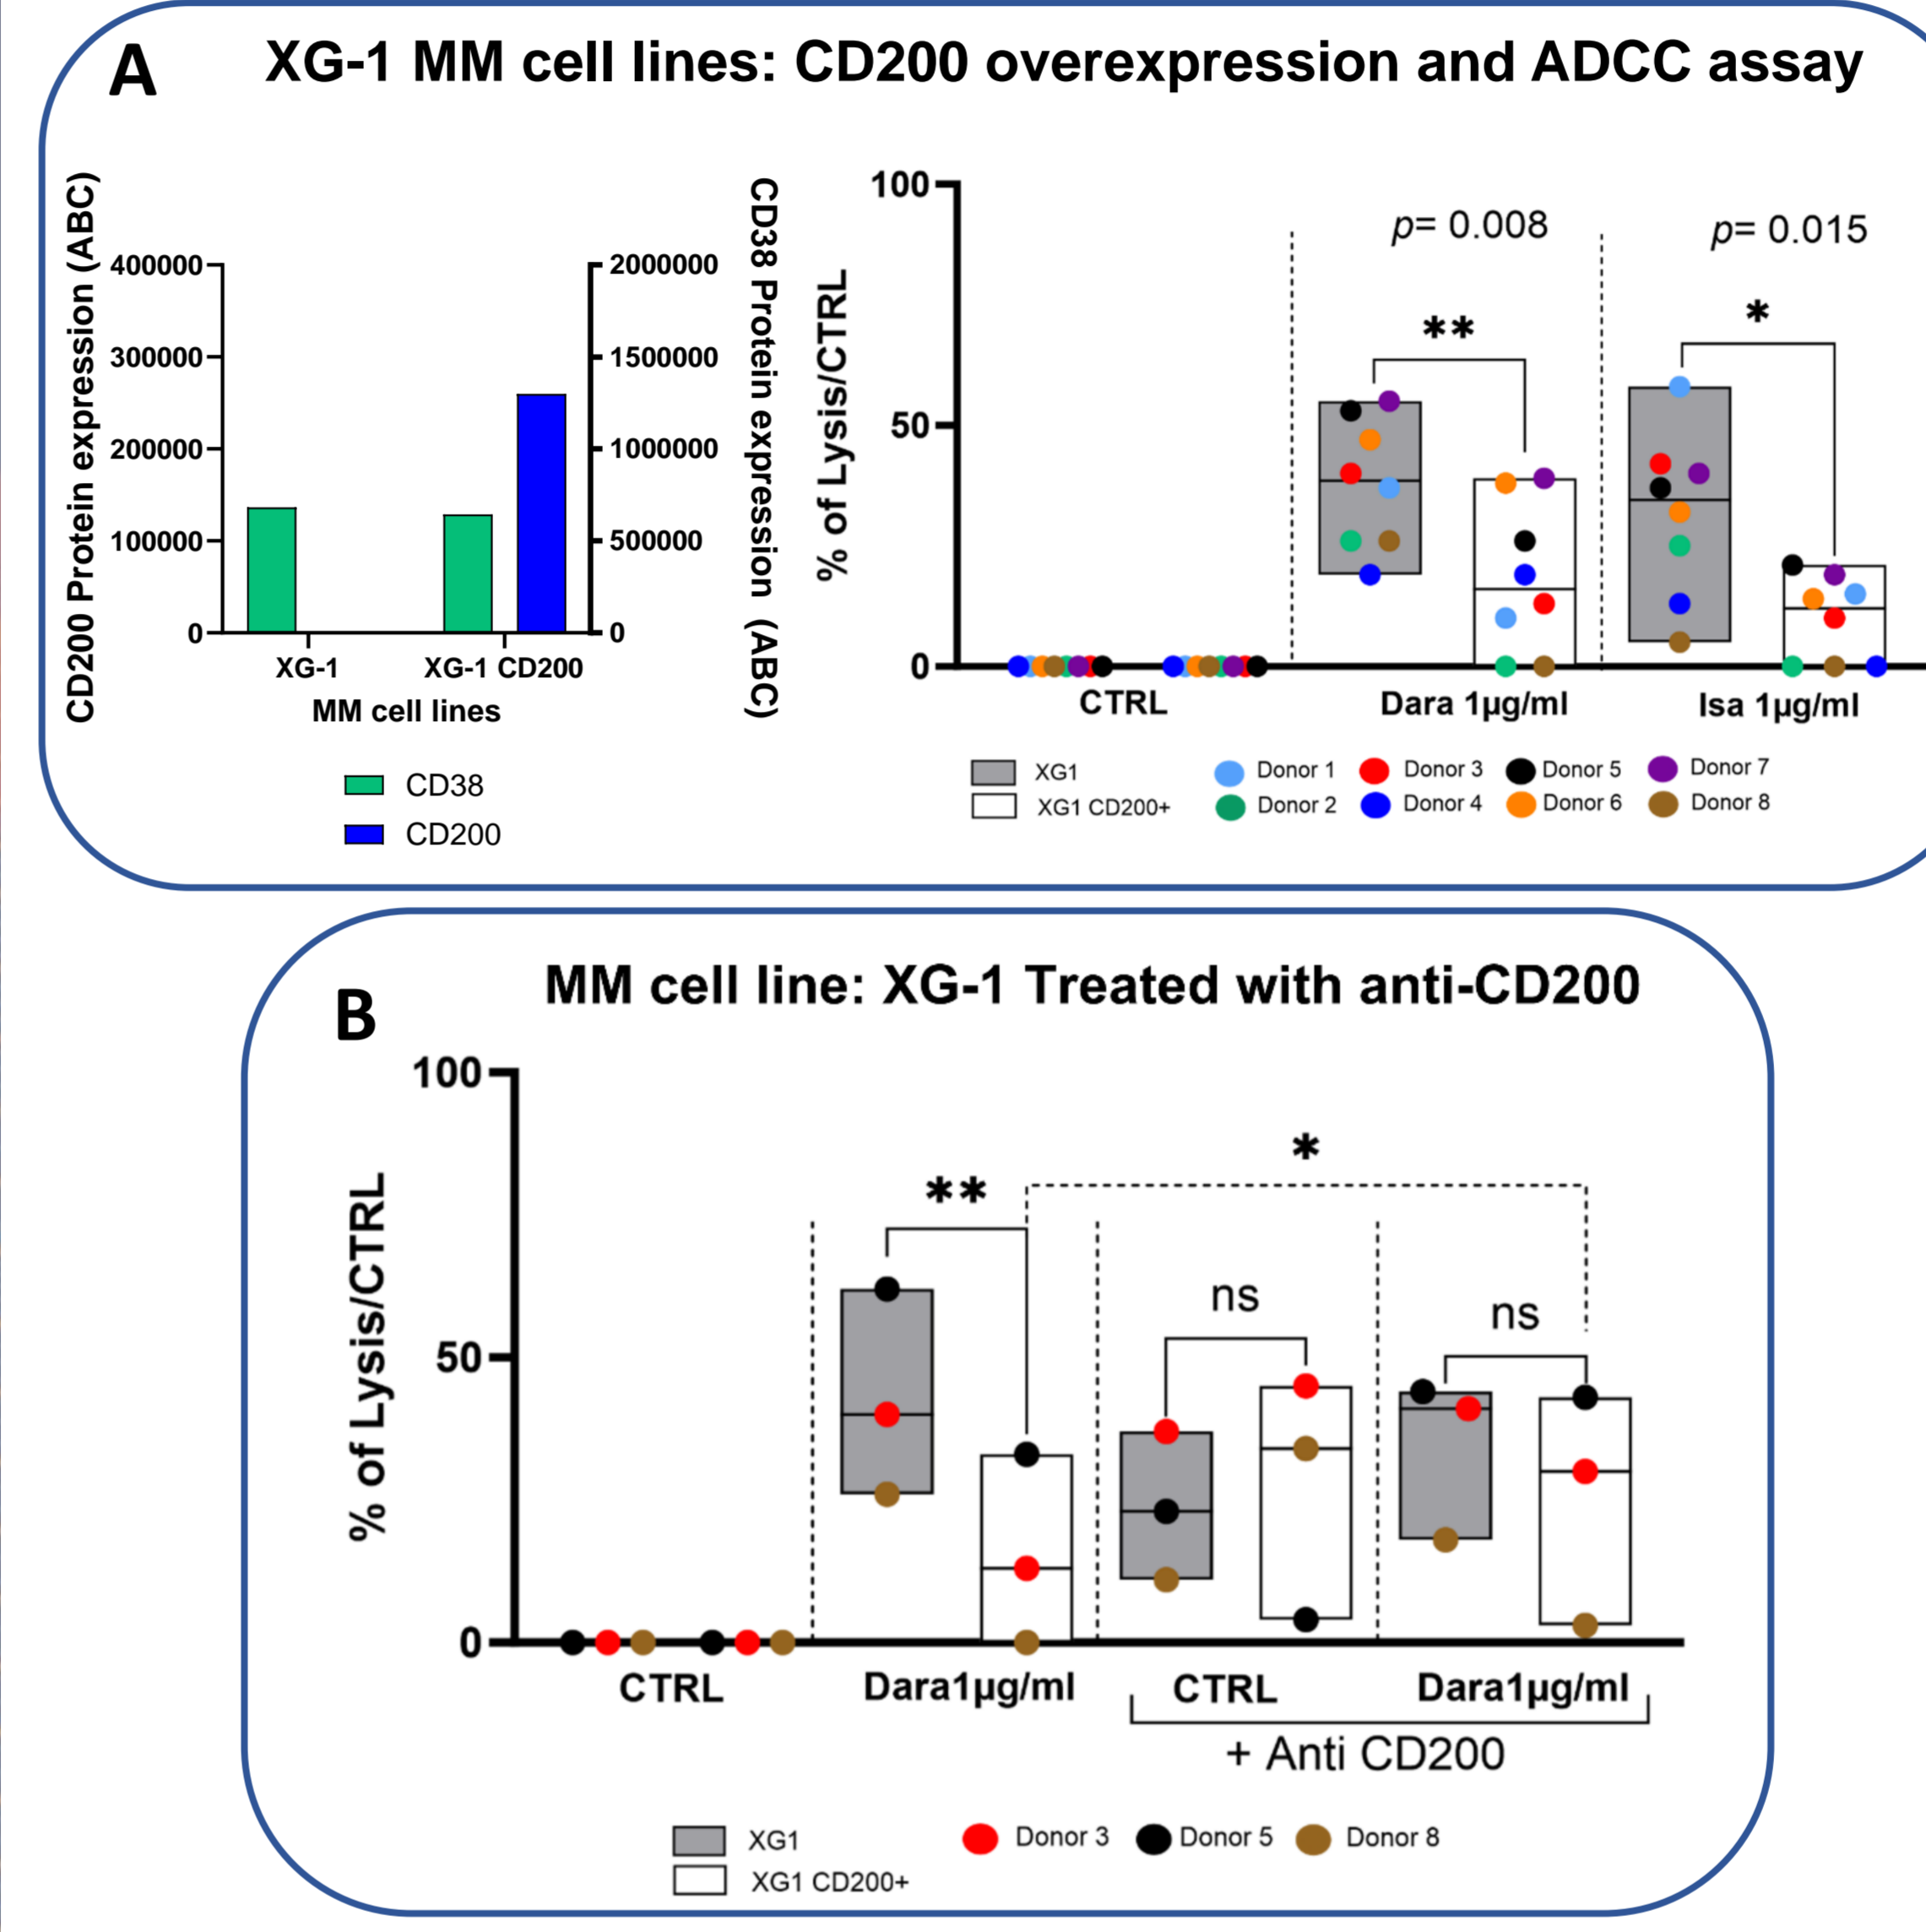 A
XG-1 MM cell lines: CD200 overexpression and ADCC assay
CD200 Protein expression (ABC)
400000
300000
200000
100000
0
2000000
1500000
1000000
500000
0
CD38 Protein expression (ABC)
XG-1
XG-1 CD200
MM cell lines
CD38
CD200
% of Lysis/CTRL
100
50
0
p= 0.008
p= 0.015
**
*
CTRL
Dara 1µg/ml
Isa 1µg/ml
XG1
XG1 CD200+
Donor 1
Donor 3
Donor 5
Donor 7
Donor 2
Donor 4
Donor 6
Donor 8
B
MM cell line: XG-1 Treated with anti-CD200
% of Lysis/CTRL
100
50
0
**
*
ns
ns
CTRL
Dara1µg/ml
CTRL
Dara1µg/ml
+ Anti CD200
XG1
XG1 CD200+
Donor 3
Donor 5
Donor 8